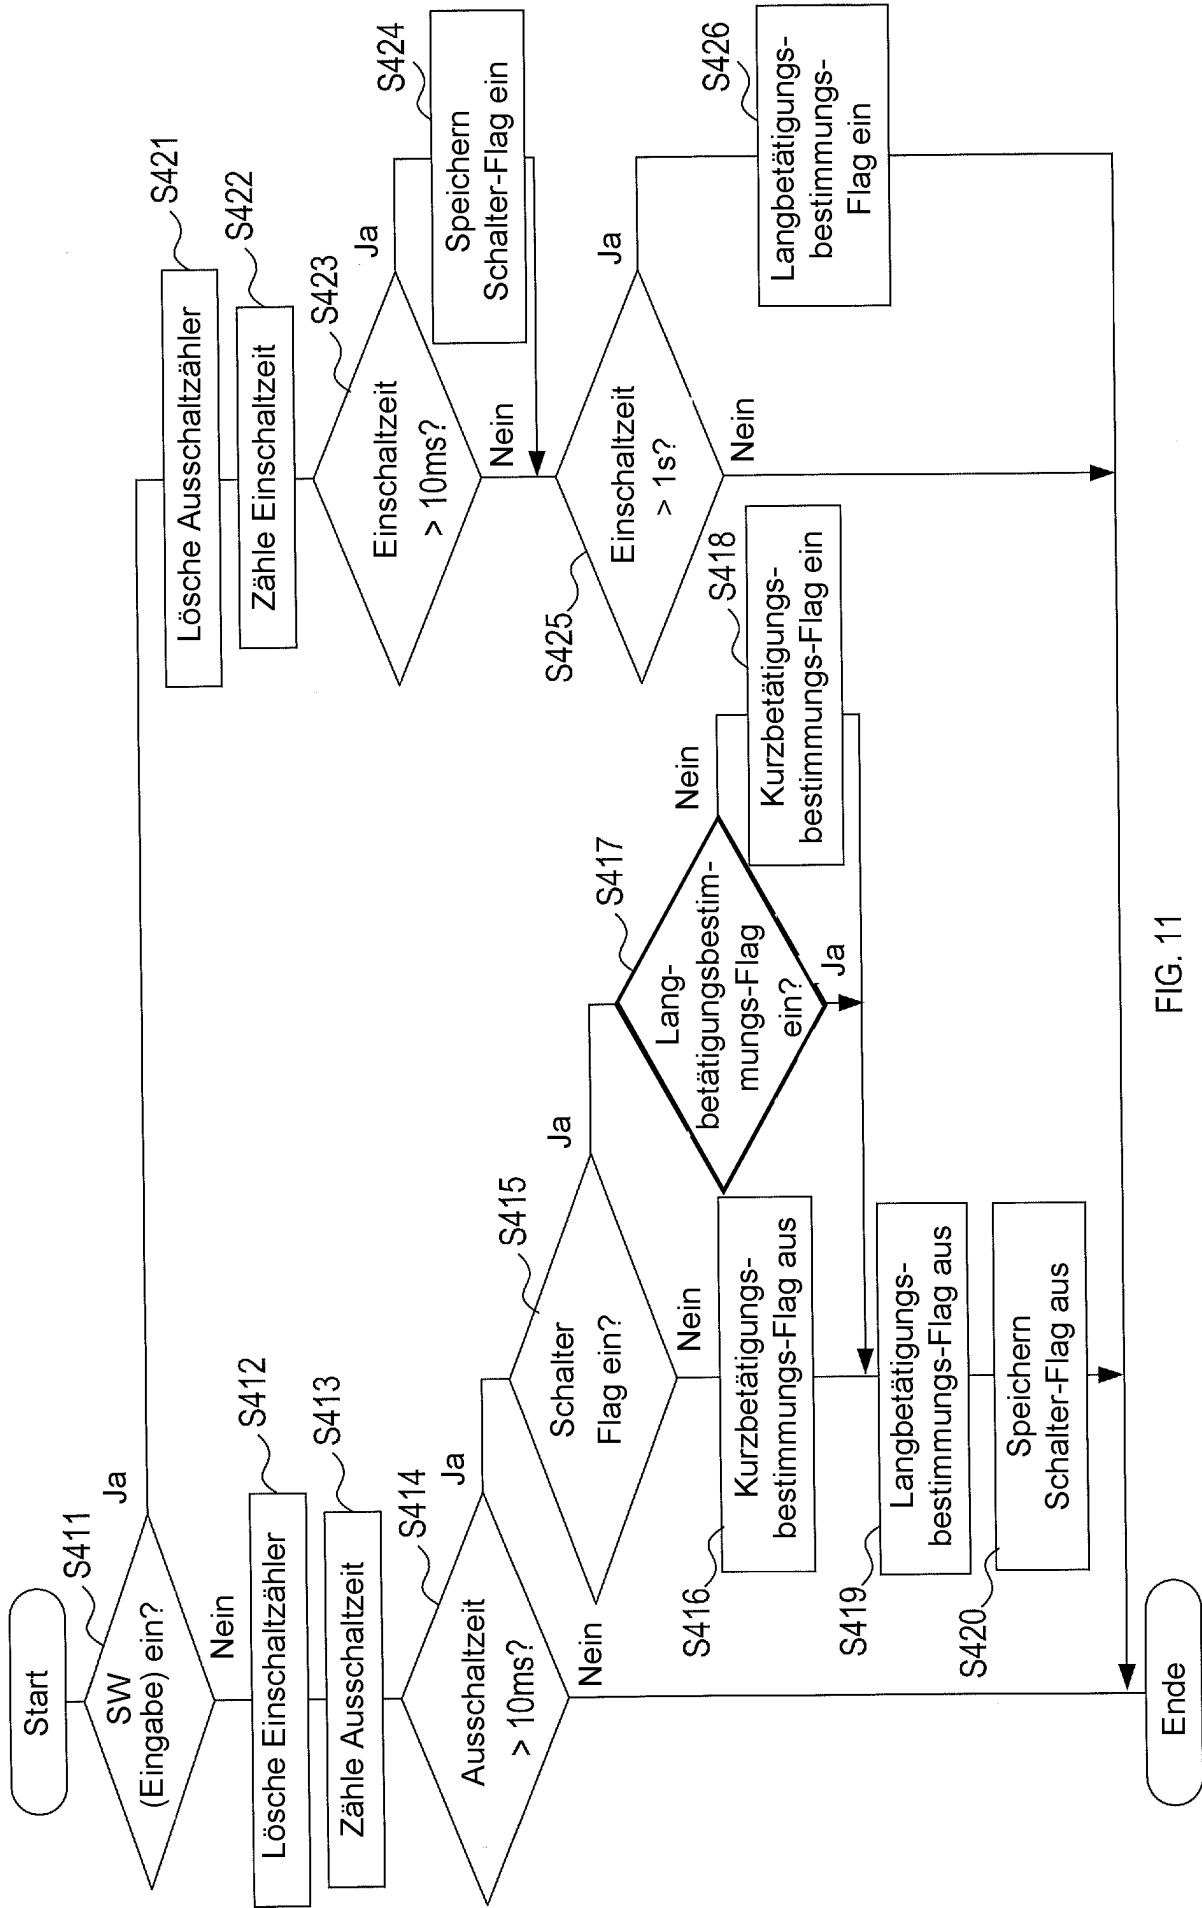 Start
S411
SW
(Eingabe) ein?
Ja
Nein
S412
Lösche Einschaltzähler
S413
Zähle Ausschaltzeit
S414
Ausschaltzeit
> 10ms?
Ja
Nein
S415
Schalter
Flag ein?
Ja
Nein
S416
Kurzbetätigungs-
bestimmungs-Flag aus
S417
Lang-
betätigungsbestim-
mungs-Flag
ein?
Nein
Ja
S418
Kurzbetätigungs-
bestimmungs-Flag ein
S419
Langbetätigungs-
bestimmungs-Flag aus
S420
Speichern
Schalter-Flag aus
S421
Lösche Ausschaltzähler
S422
Zähle Einschaltzeit
S423
Einschaltzeit
> 10ms?
Ja
Nein
S424
Speichern
Schalter-Flag ein
S425
Einschaltzeit
> 1s?
Ja
Nein
S426
Langbetätigungs-
bestimmungs-
Flag ein
Ende
FIG. 11